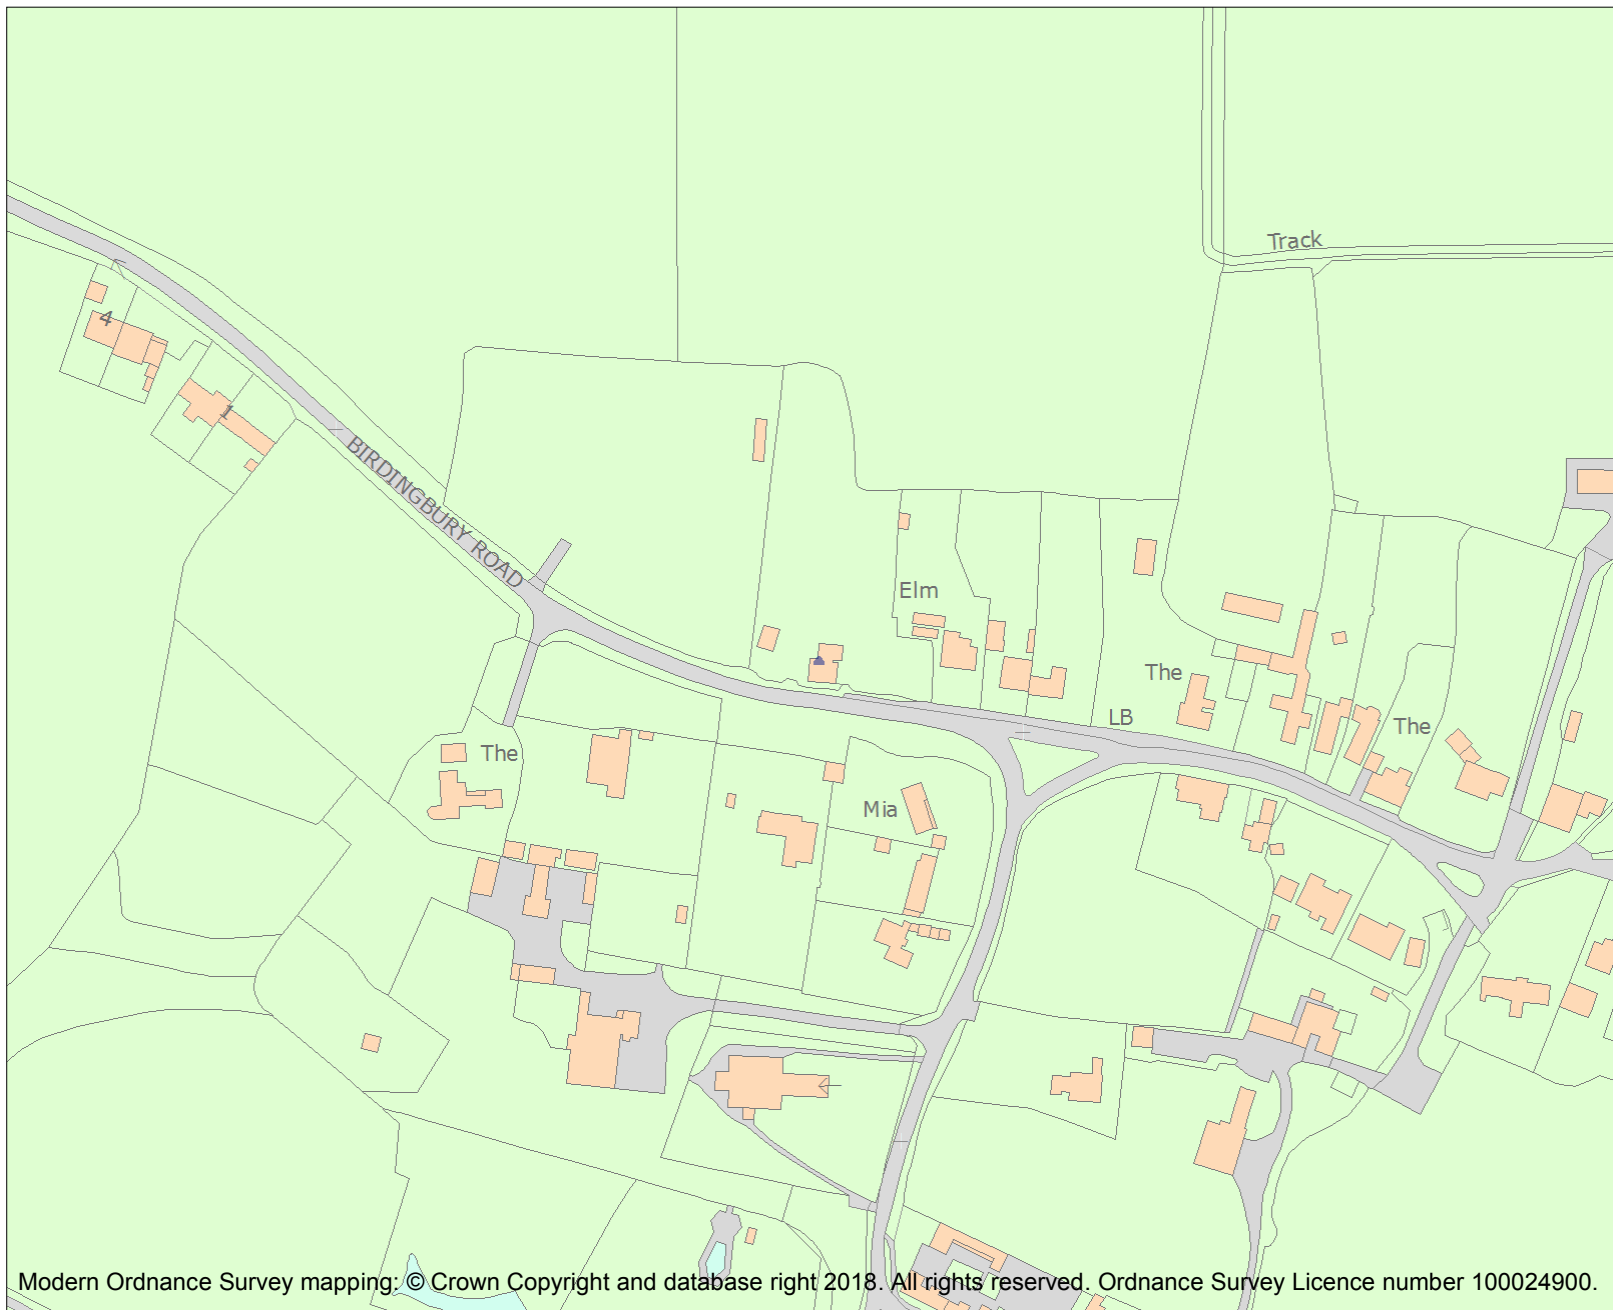 Track
4
1
BIRDINGBURY ROAD
Elm
The
LB
The
The
Mia
Modern Ordnance Survey mapping: © Crown Copyright and database right 2018. All rights reserved. Ordnance Survey Licence number 100024900.